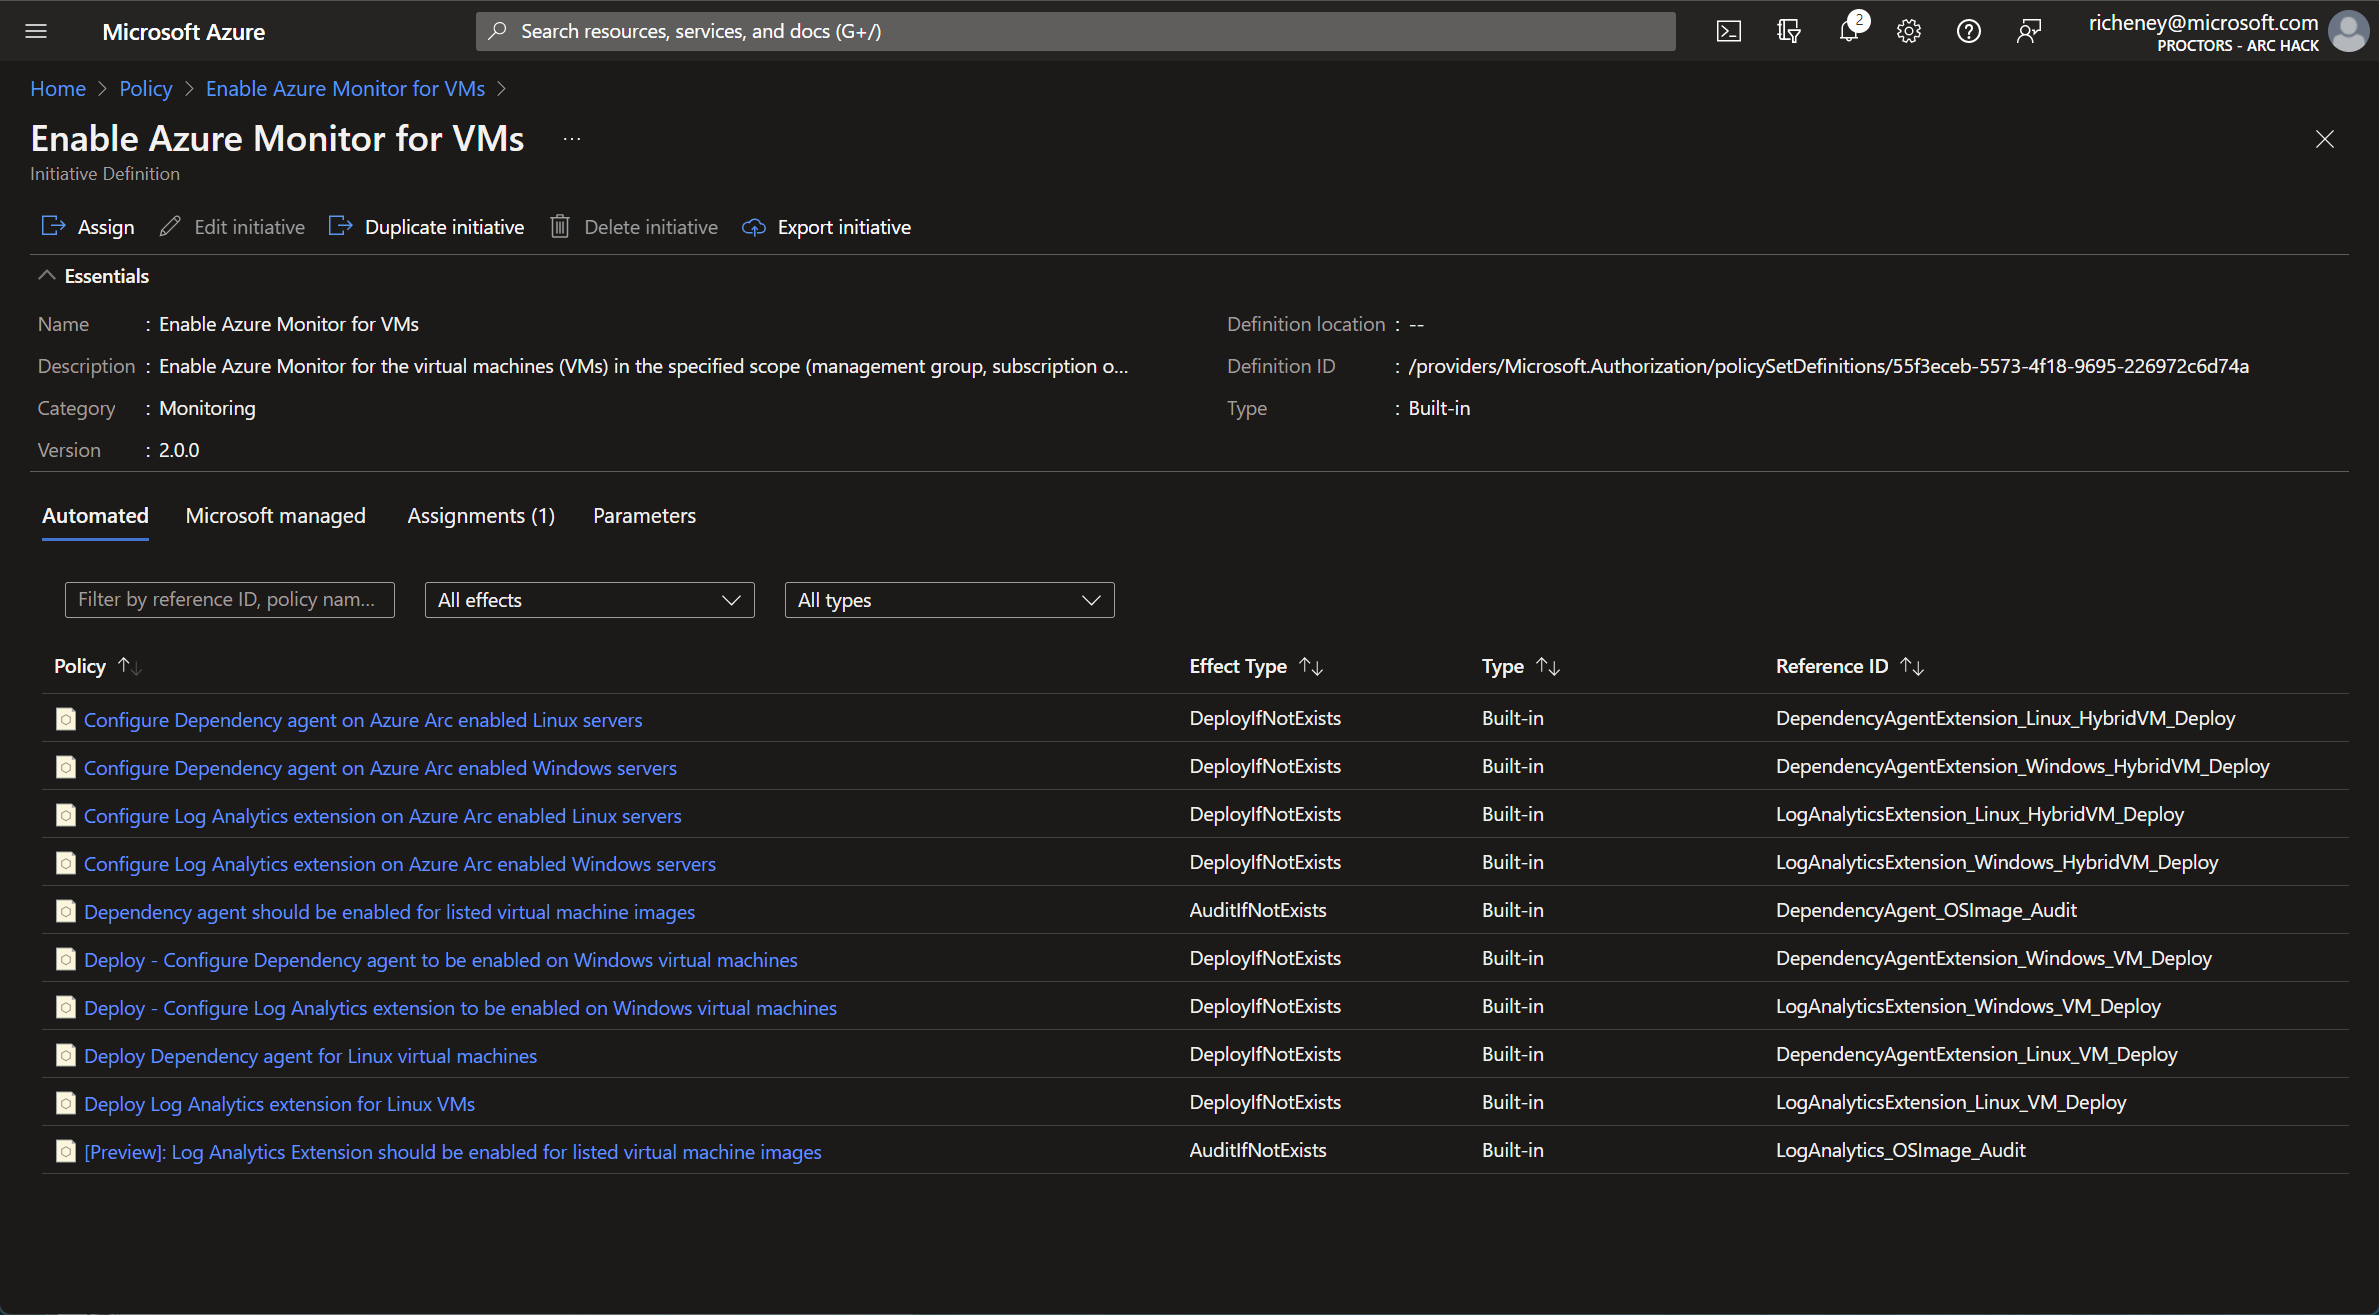 Microsoft Azure
Search resources, services, and docs (G+/)
2
richeney@microsoft.com
PROCTORS - ARC HACK
Home > Policy > Enable Azure Monitor for VMs >
Enable Azure Monitor for VMs ...
Initiative Definition
Assign Edit initiative Duplicate initiative Delete initiative Export initiative
Essentials
Name : Enable Azure Monitor for VMs Definition location : --
Description : Enable Azure Monitor for the virtual machines (VMs) in the specified scope (management group, subscription o... Definition ID : /providers/Microsoft.Authorization/policySetDefinitions/55f3eceb-5573-4f18-9695-226972c6d74a
Category : Monitoring Type : Built-in
Version : 2.0.0
Automated Microsoft managed Assignments (1) Parameters
Filter by reference ID, policy nam... All effects All types
Policy Effect Type Type Reference ID
Configure Dependency agent on Azure Arc enabled Linux servers DeployIfNotExists Built-in DependencyAgentExtension_Linux_HybridVM_Deploy
Configure Dependency agent on Azure Arc enabled Windows servers DeployIfNotExists Built-in DependencyAgentExtension_Windows_HybridVM_Deploy
Configure Log Analytics extension on Azure Arc enabled Linux servers DeployIfNotExists Built-in LogAnalyticsExtension_Linux_HybridVM_Deploy
Configure Log Analytics extension on Azure Arc enabled Windows servers DeployIfNotExists Built-in LogAnalyticsExtension_Windows_HybridVM_Deploy
Dependency agent should be enabled for listed virtual machine images AuditIfNotExists Built-in DependencyAgent_OSImage_Audit
Deploy - Configure Dependency agent to be enabled on Windows virtual machines DeployIfNotExists Built-in DependencyAgentExtension_Windows_VM_Deploy
Deploy - Configure Log Analytics extension to be enabled on Windows virtual machines DeployIfNotExists Built-in LogAnalyticsExtension_Windows_VM_Deploy
Deploy Dependency agent for Linux virtual machines DeployIfNotExists Built-in DependencyAgentExtension_Linux_VM_Deploy
Deploy Log Analytics extension for Linux VMs DeployIfNotExists Built-in LogAnalyticsExtension_Linux_VM_Deploy
[Preview]: Log Analytics Extension should be enabled for listed virtual machine images AuditIfNotExists Built-in LogAnalytics_OSImage_Audit